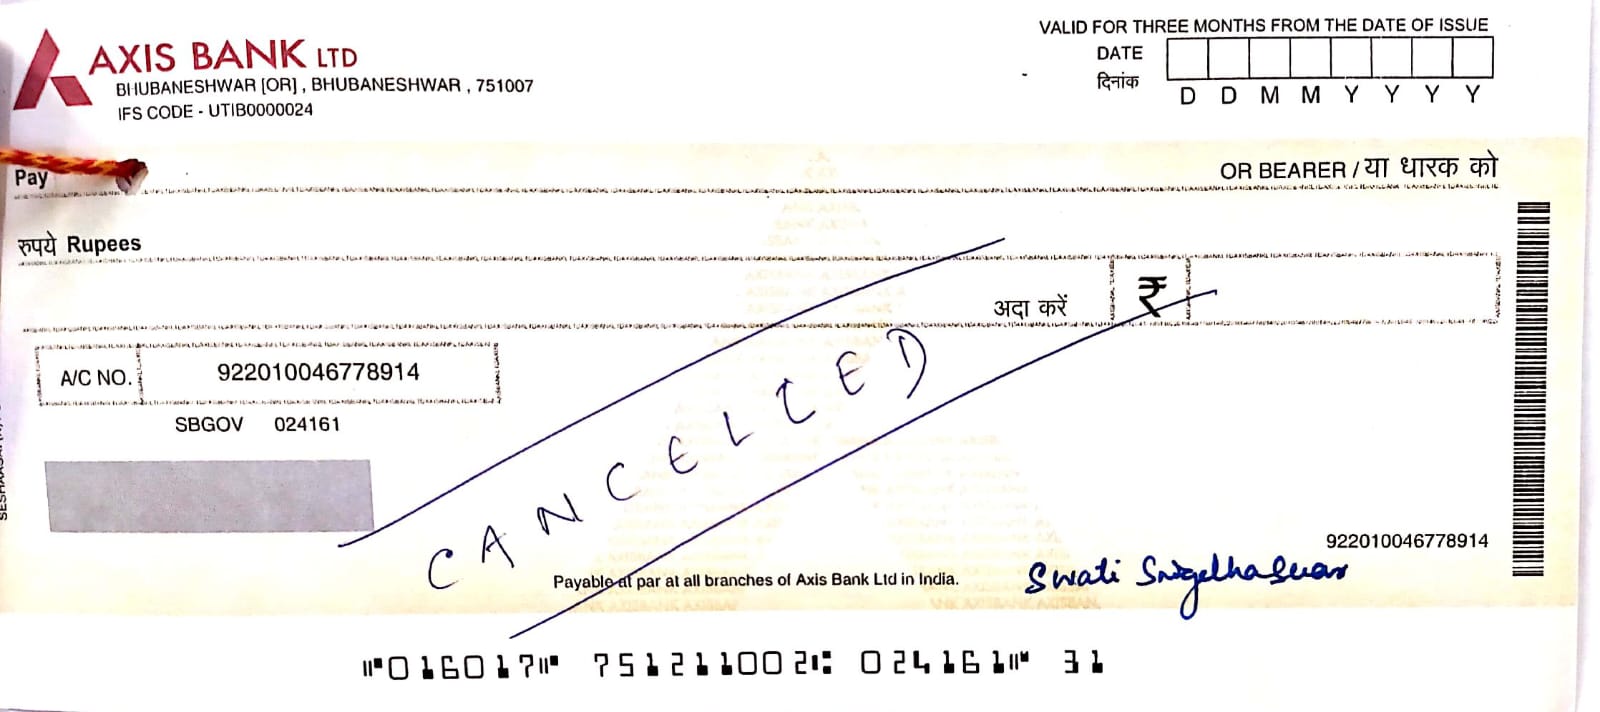 AXIS BANK LTD
BHUBANESHWAR [OR] , BHUBANESHWAR , 751007
IFS CODE - UTIB0000024
VALID FOR THREE MONTHS FROM THE DATE OF ISSUE
DATE
दिनांक
D D M M Y Y Y Y
Pay
OR BEARER / या धारक को
रुपये Rupees
अदा करें ₹
A/C NO. 922010046778914
SBGOV 024161
CANCELLED
922010046778914
Payable at par at all branches of Axis Bank Ltd in India.
Swati
⑈016017⑈ 751211002⑆ 024161⑈ 31